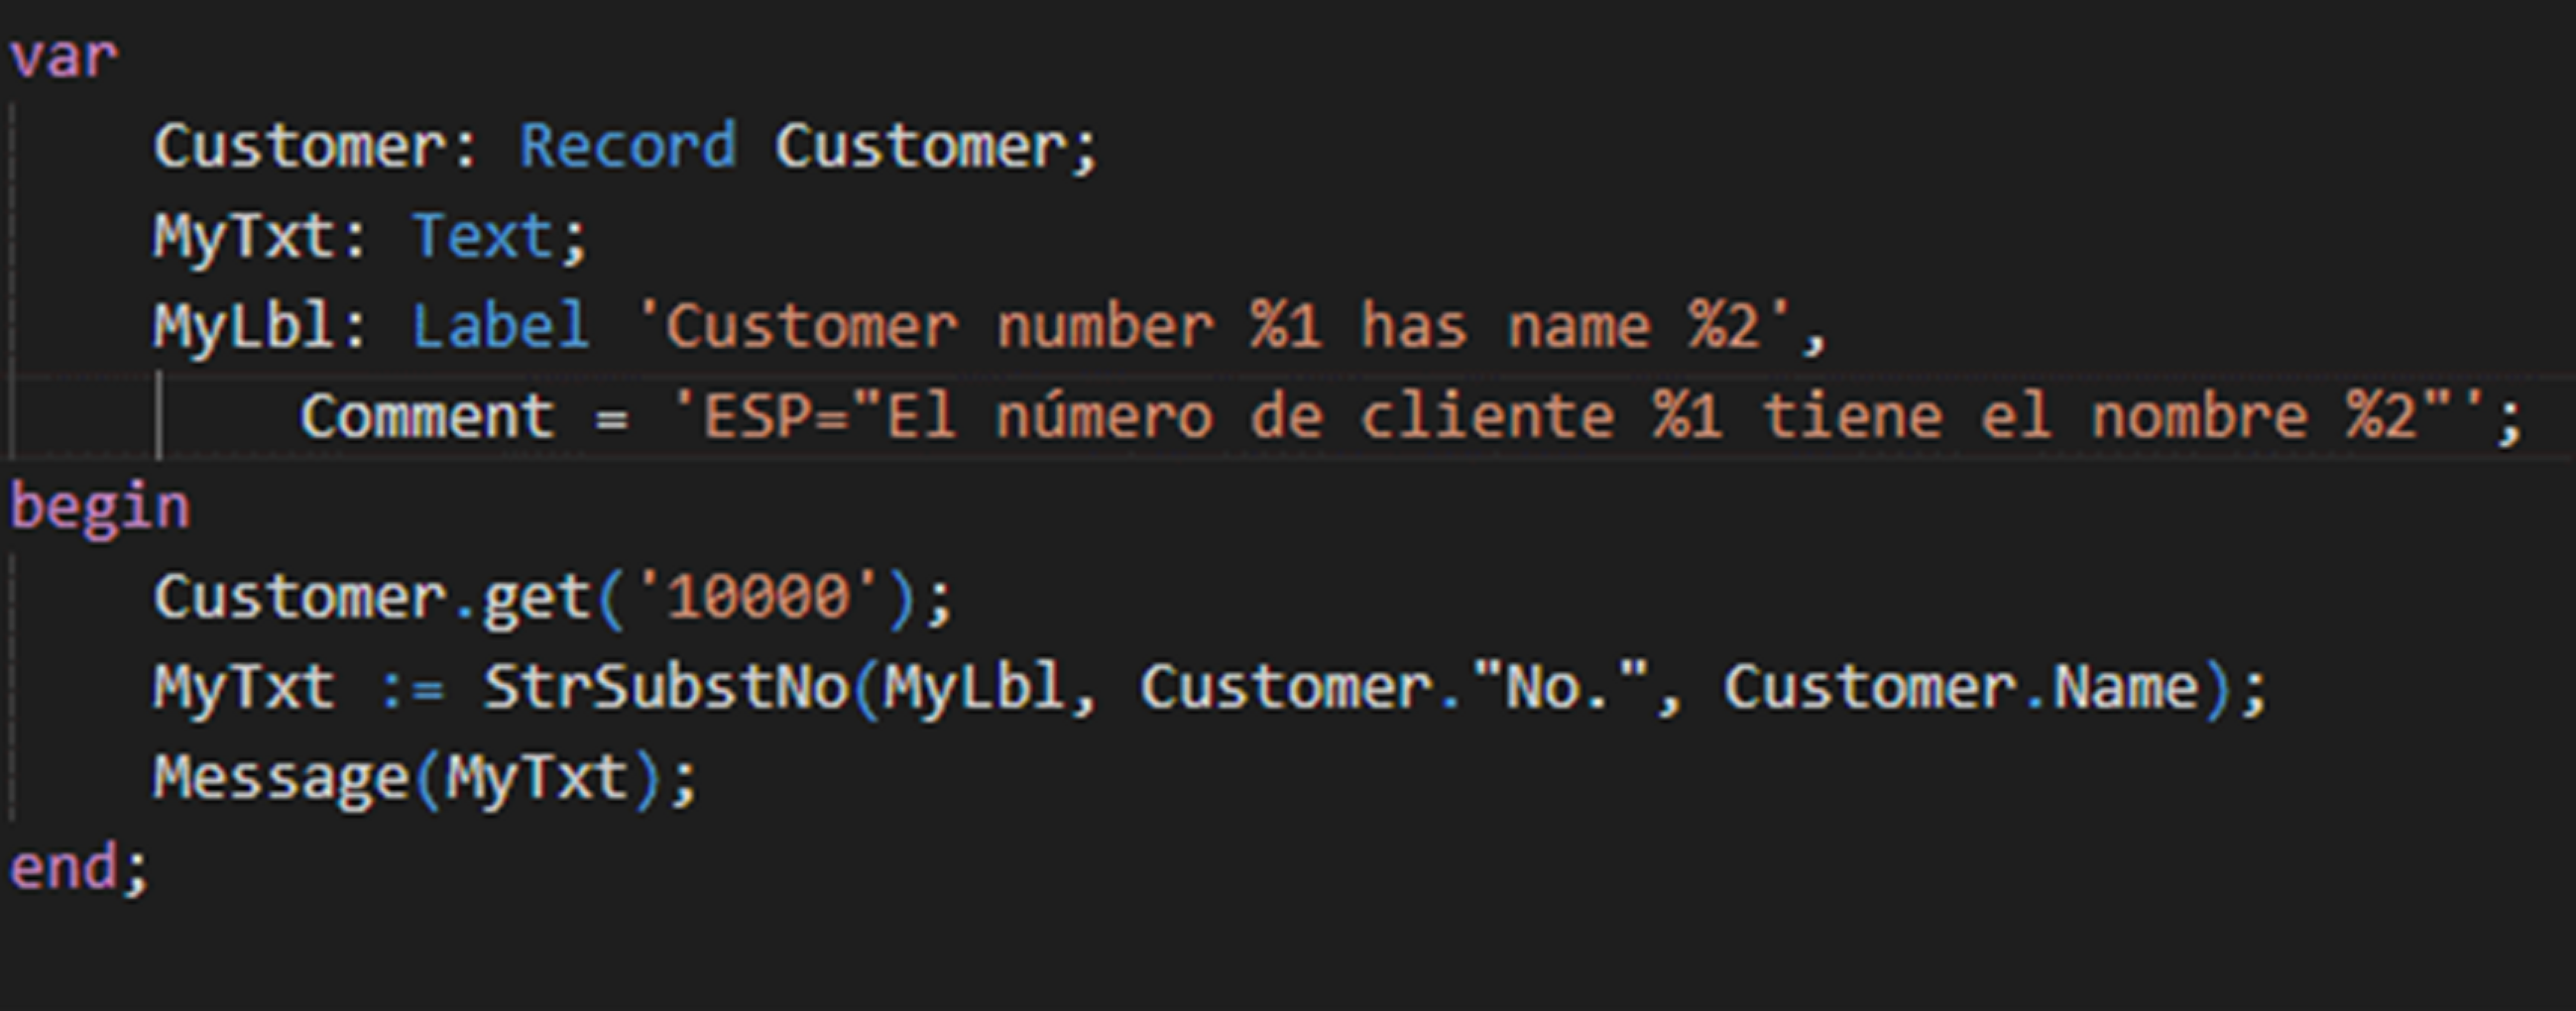 var
Customer: Record Customer;
MyTxt: Text;
MyLbl: Label 'Customer number %1 has name %2',
Comment = 'ESP="El número de cliente %1 tiene el nombre %2"';
begin
Customer.get('10000');
MyTxt := StrSubstNo(MyLbl, Customer."No.", Customer.Name);
Message(MyTxt);
end;